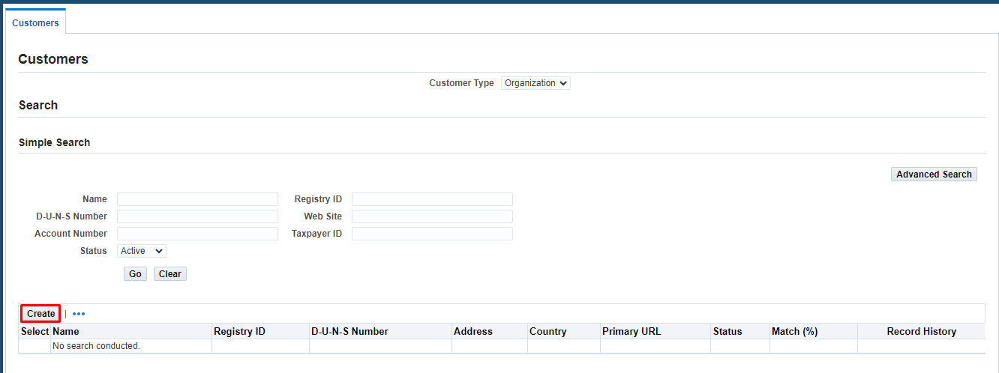 Customers
Customers
Customer Type Organization
Search
Simple Search
Advanced Search
Name Registry ID
D-U-N-S Number Web Site
Account Number Taxpayer ID
Status Active
Go Clear
Create | •••
Select Name Registry ID D-U-N-S Number Address Country Primary URL Status Match (%) Record History
No search conducted.